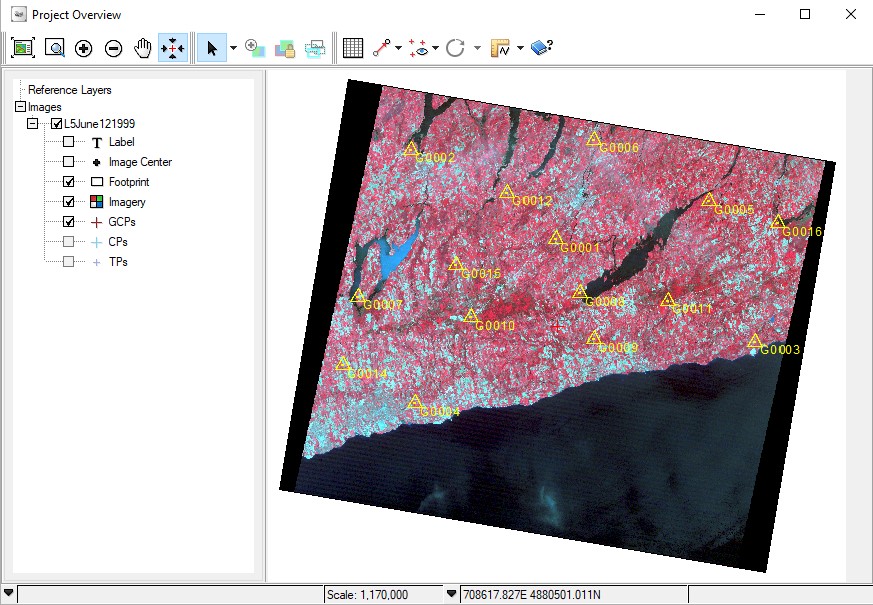 Project Overview
Reference Layers
Images
L5June121999
T Label
Image Center
Footprint
Imagery
GCPs
CPs
TPs
G0002
G0006
G0012
G0005
G0016
G0001
G0015
G0007
G0008
G0011
G0010
G0009
G0003
G0014
G0004
Scale: 1,170,000
708617.827E 4880501.011N